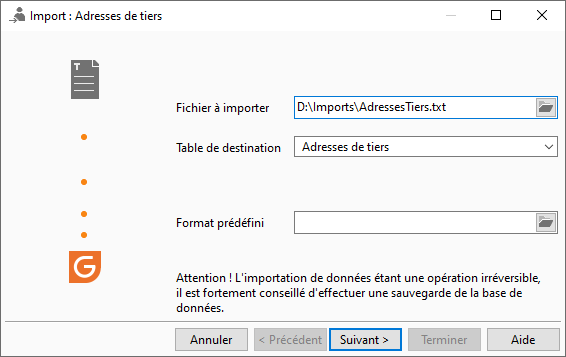 Import : Adresses de tiers
T
Fichier à importer D:\Imports\AdressesTiers.txt
Table de destination Adresses de tiers
Format prédéfini
G
Attention ! L'importation de données étant une opération irréversible,
il est fortement conseillé d'effectuer une sauvegarde de la base de
données.
Annuler < Précédent Suivant > Terminer Aide